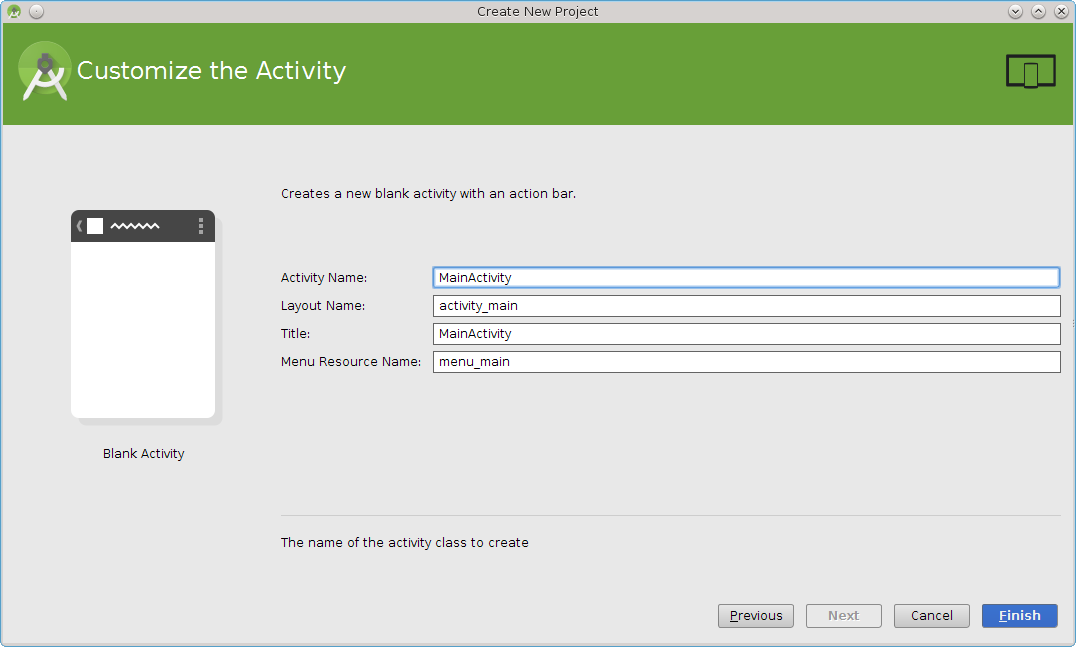 Create New Project
Customize the Activity
Creates a new blank activity with an action bar.
Activity Name: MainActivity
Layout Name: activity_main
Title: MainActivity
Menu Resource Name: menu_main
Blank Activity
The name of the activity class to create
Previous Next Cancel Finish